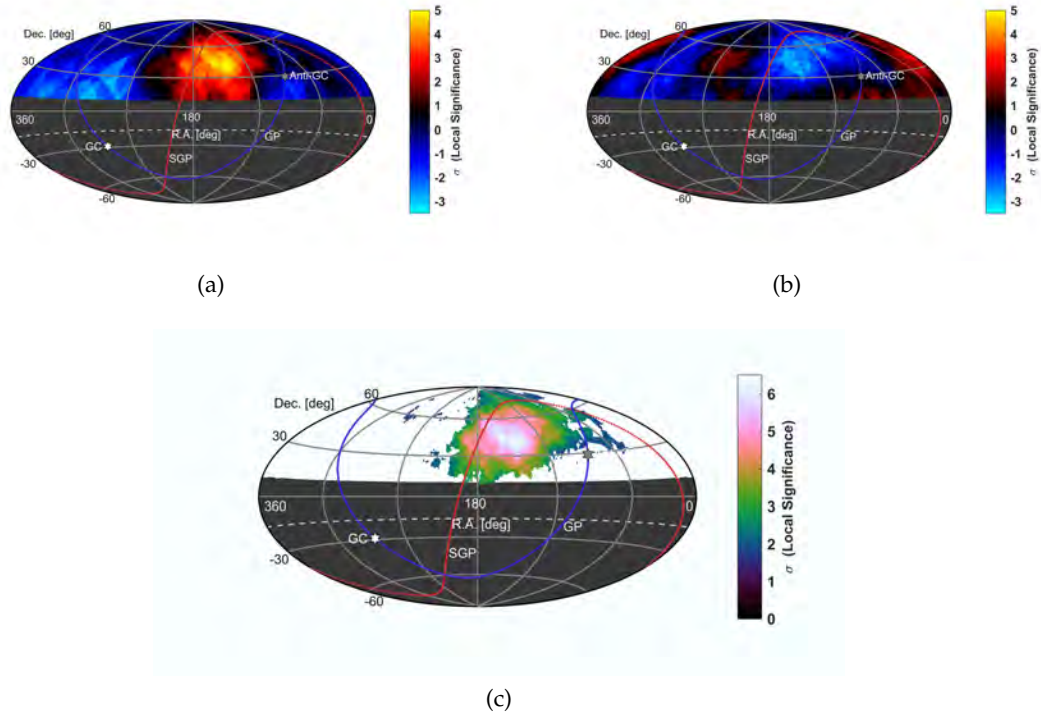 Dec. [deg]
60
30
Anti-GC
360
180
0
R.A. [deg]
GC
GP
SGP
-30
-60
5
4
3
2
1
0
-1
-2
-3
σ (Local Significance)
(a)
Dec. [deg]
60
30
Anti-GC
360
180
0
R.A. [deg]
GC
GP
SGP
-30
-60
5
4
3
2
1
0
-1
-2
-3
σ (Local Significance)
(b)
Dec. [deg]
60
30
360
180
0
R.A. [deg]
GC
GP
SGP
-30
-60
6
5
4
3
2
1
0
σ (Local Significance)
(c)